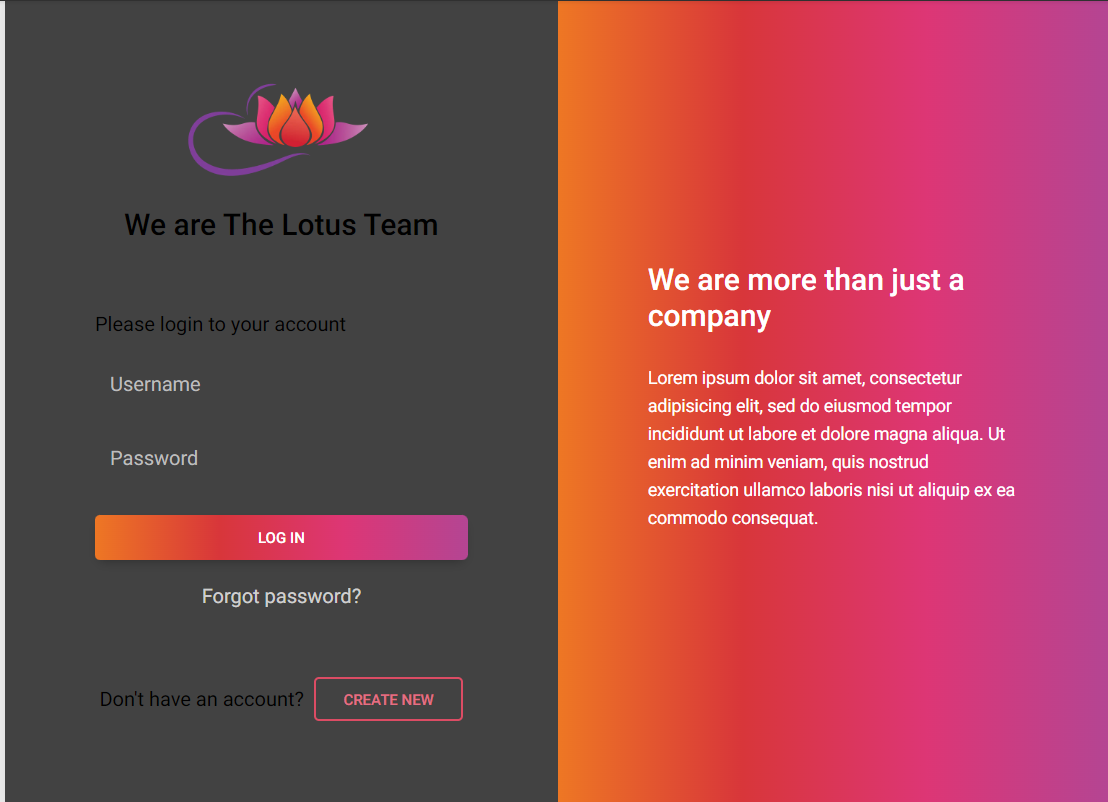 We are The Lotus Team
Please login to your account
Username
Password
LOG IN
Forgot password?
Don't have an account?
CREATE NEW
We are more than just a
company
Lorem ipsum dolor sit amet, consectetur
adipisicing elit, sed do eiusmod tempor
incididunt ut labore et dolore magna aliqua. Ut
enim ad minim veniam, quis nostrud
exercitation ullamco laboris nisi ut aliquip ex ea
commodo consequat.